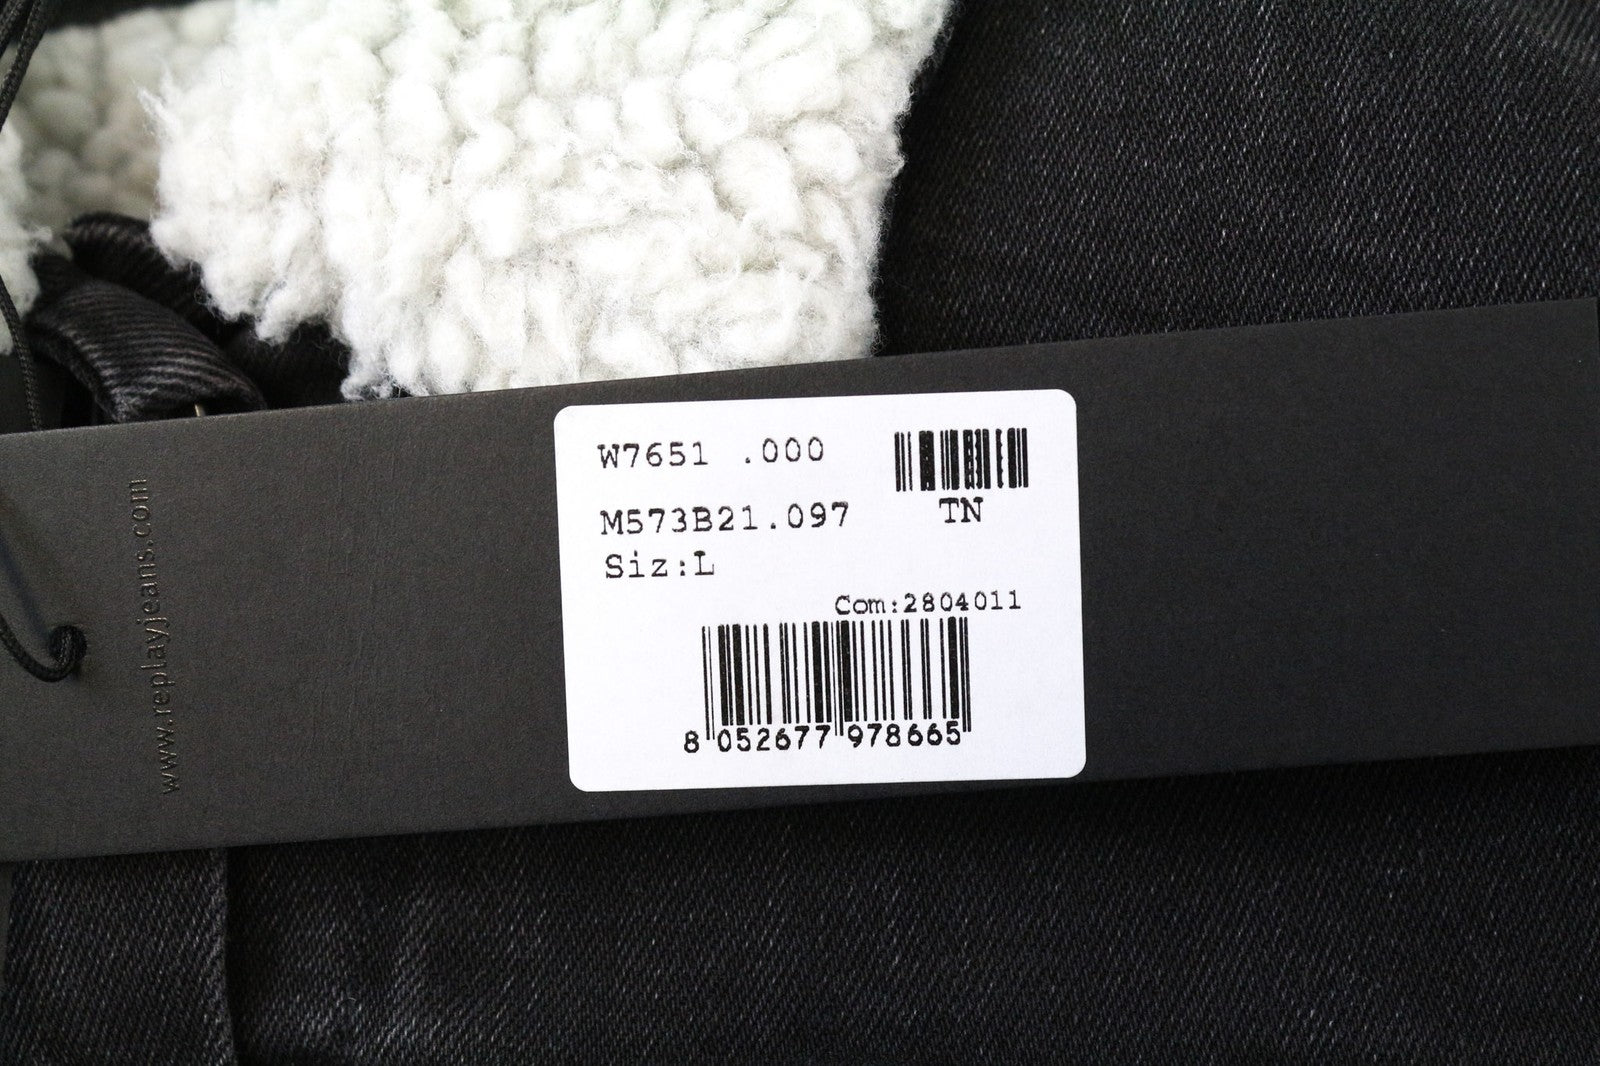 www.replayjeans.com
W7651 .000
TN
M573B21.097
Siz:L
Com:2804011
8 052677 978665